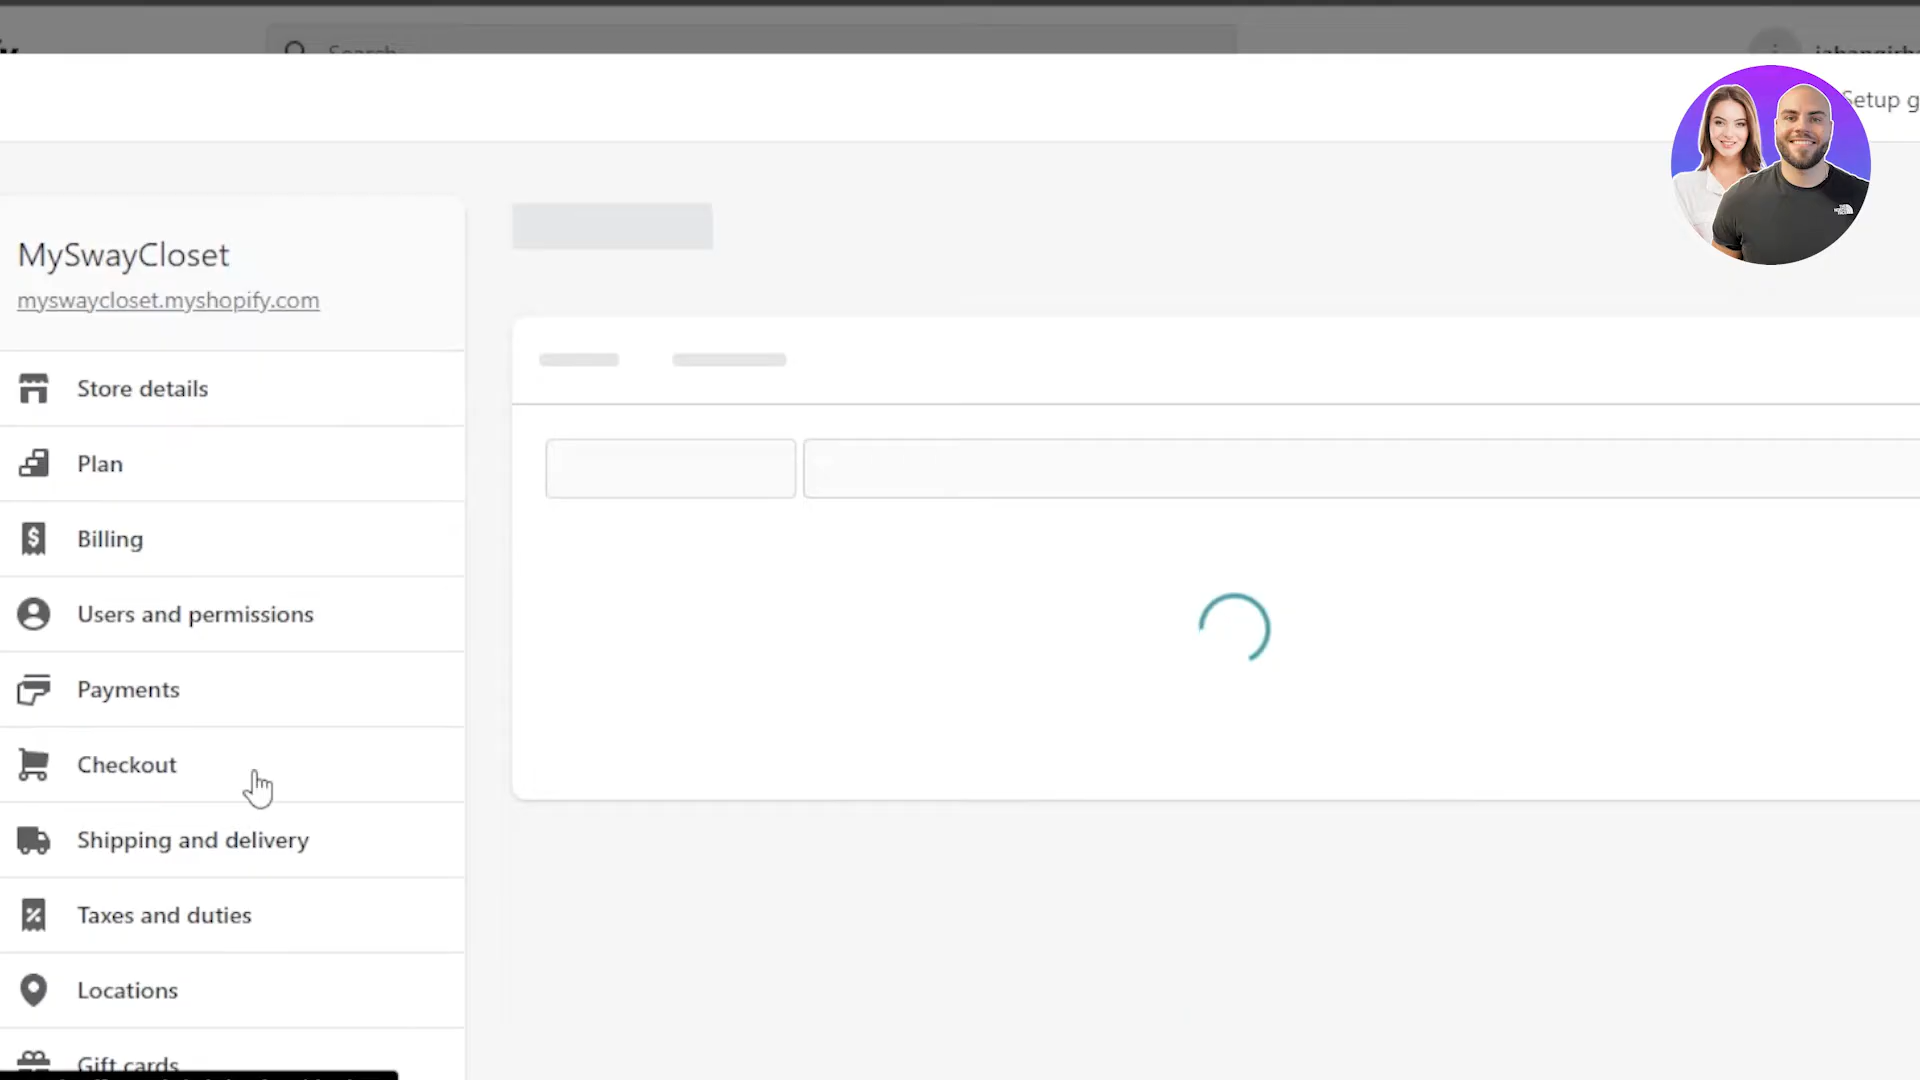 Search
Setup g
MySwayCloset
myswaycloset.myshopify.com
Store details
Plan
Billing
Users and permissions
Payments
Checkout
Shipping and delivery
Taxes and duties
Locations
Gift cards